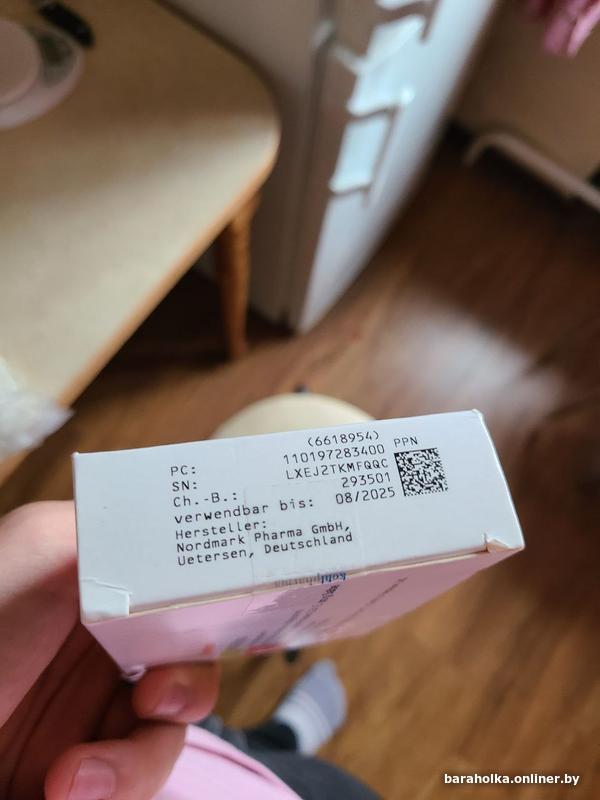 (6618954)
PC: 110197283400 PPN
SN: LXEJ2TKMFQQC
Ch.-B.: 293501
verwendbar bis: 08/2025
Hersteller:
Nordmark Pharma GmbH,
Uetersen, Deutschland
kohlpharma
baraholka.onliner.by